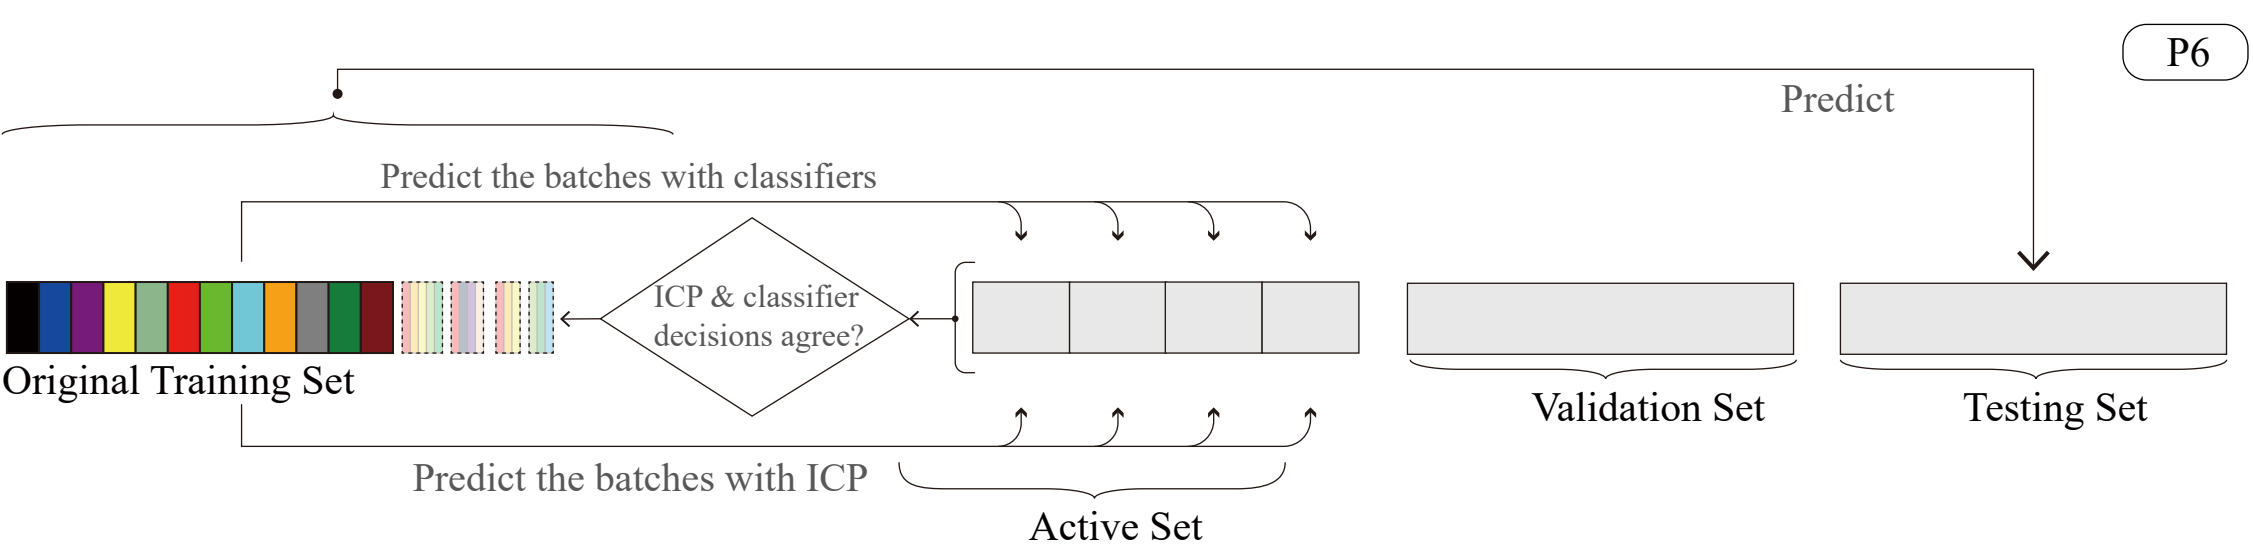 P6
Predict
Predict the batches with classifiers
ICP & classifier
decisions agree?
Original Training Set
Validation Set
Testing Set
Predict the batches with ICP
Active Set